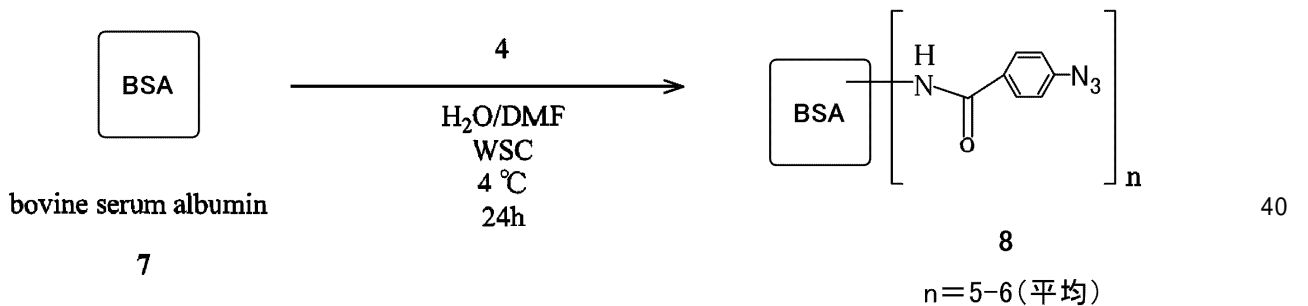 BSA
bovine serum albumin
7
4
H₂O/DMF
WSC
4 ℃
24h
BSA
H
N
O
N₃
n
8
n=5-6(平均)
40